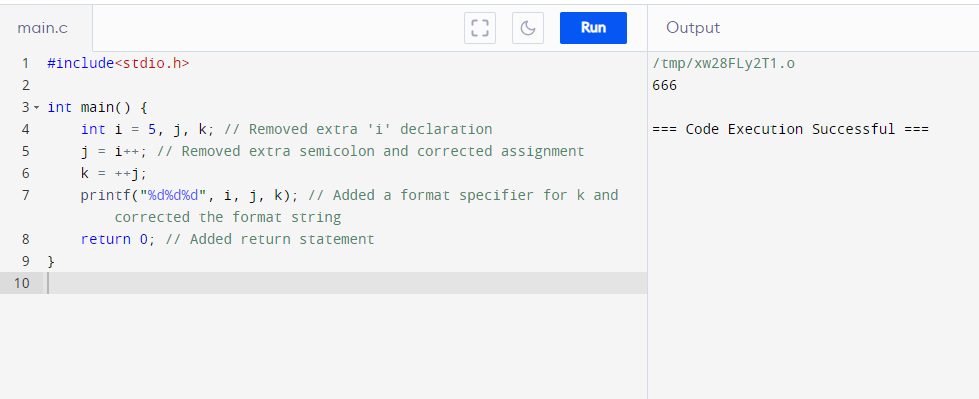 main.c
Run
Output
1 #include<stdio.h>
2
3 int main() {
4 int i = 5, j, k; // Removed extra 'i' declaration
5 j = i++; // Removed extra semicolon and corrected assignment
6 k = ++j;
7 printf("%d%d%d", i, j, k); // Added a format specifier for k and
corrected the format string
8 return 0; // Added return statement
9 }
10
/tmp/xw28FLy2T1.o
666
=== Code Execution Successful ===